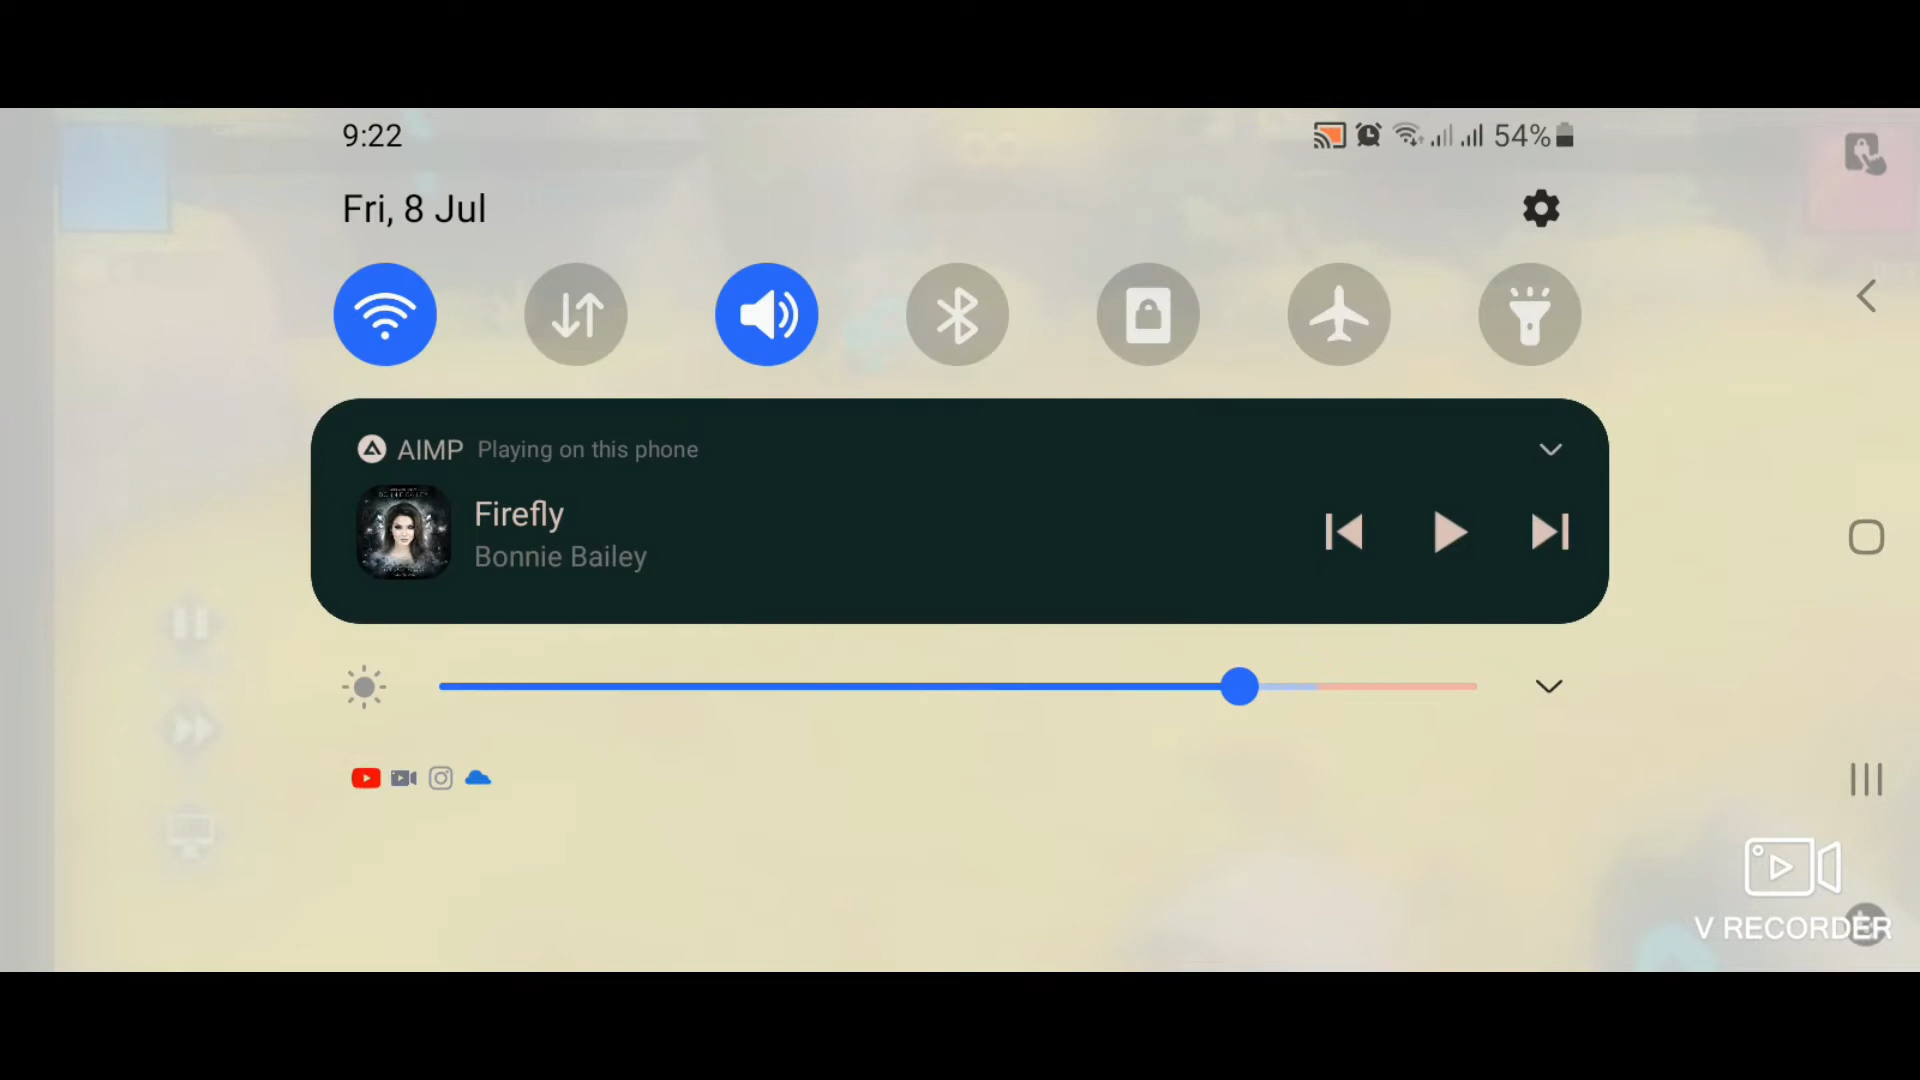 9:22
54%
Fri, 8 Jul
AIMP Playing on this phone
Firefly
Bonnie Bailey
V RECORDER